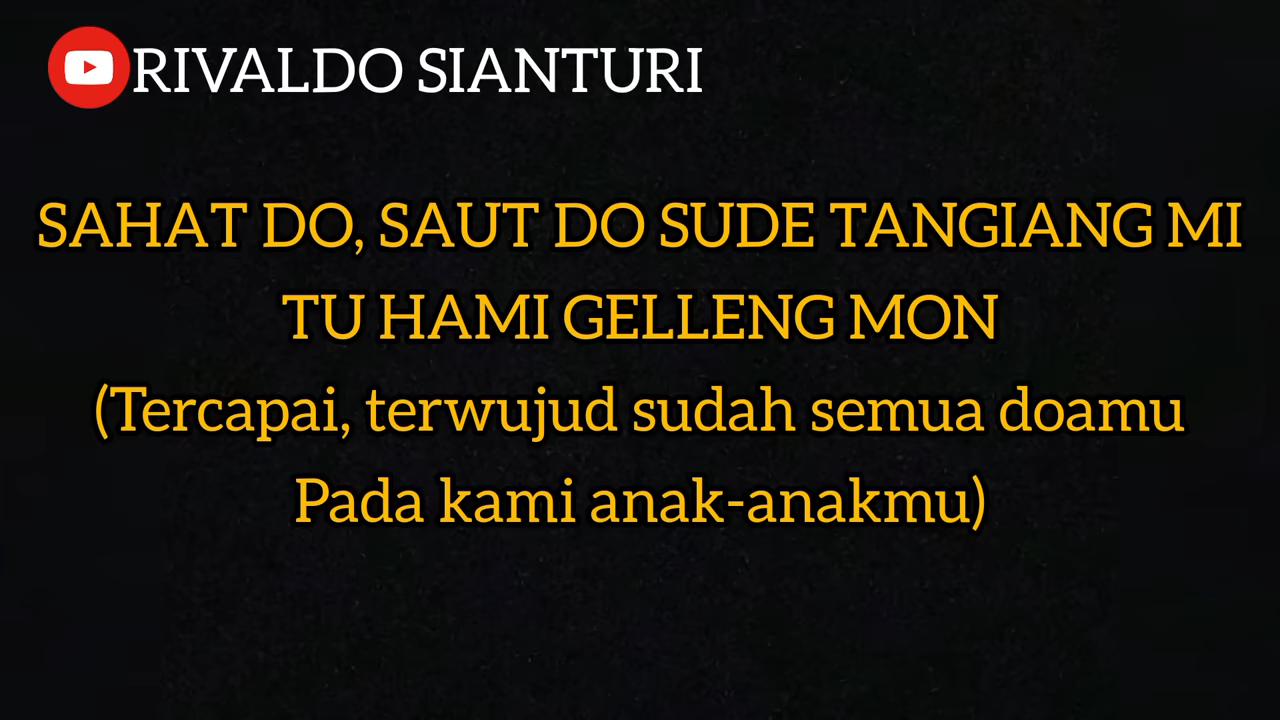 RIVALDO SIANTURI
SAHAT DO, SAUT DO SUDE TANGIANG MI
TU HAMI GELLENG MON
(Tercapai, terwujud sudah semua doamu
Pada kami anak-anakmu)